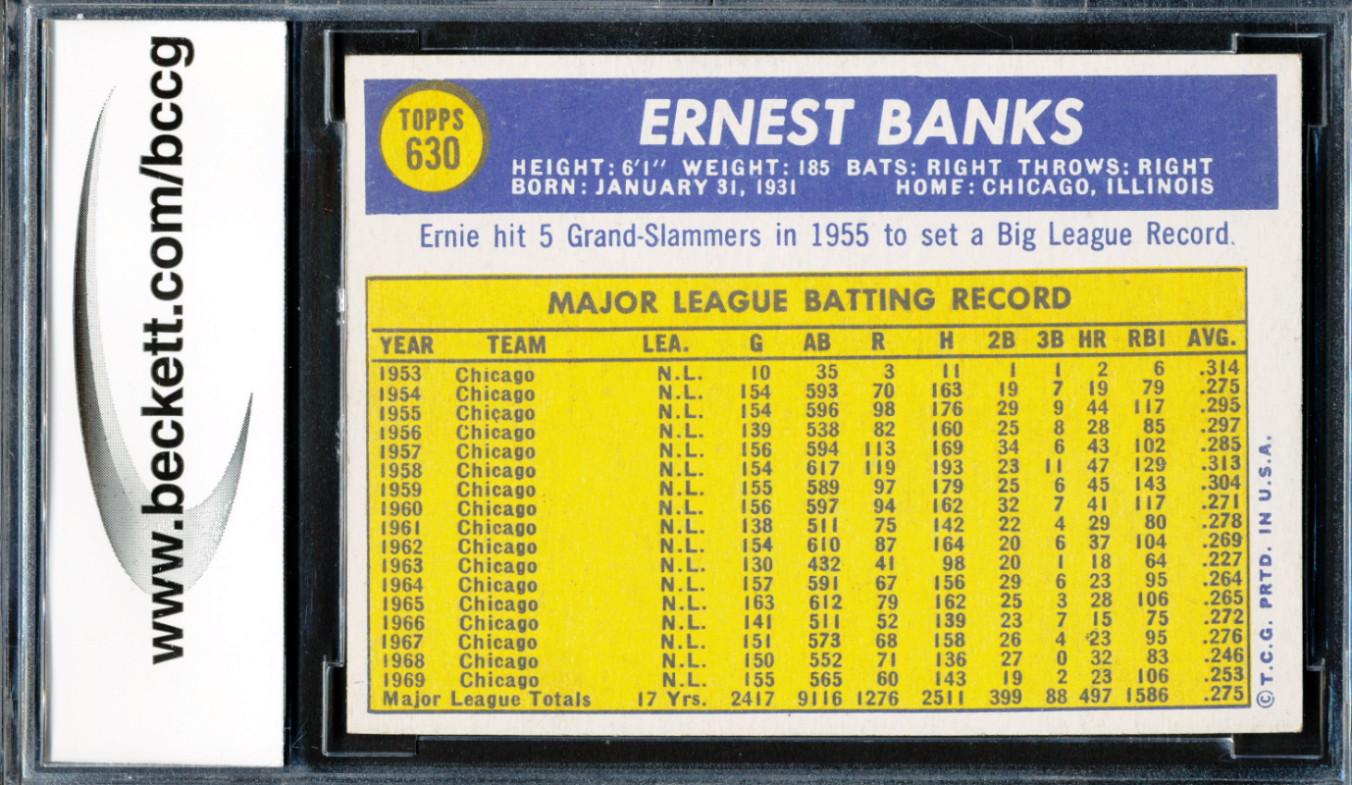 www.beckett.com/bccg
TOPPS
630
ERNEST BANKS
HEIGHT: 6'1" WEIGHT: 185 BATS: RIGHT THROWS: RIGHT
BORN: JANUARY 31, 1931 HOME: CHICAGO, ILLINOIS
Ernie hit 5 Grand-Slammers in 1955 to set a Big League Record.
MAJOR LEAGUE BATTING RECORD
YEAR TEAM LEA. G AB R H 2B 3B HR RBI AVG.
1953 Chicago N.L. 10 35 3 11 1 1 2 6 .314
1954 Chicago N.L. 154 593 70 163 19 7 19 79 .275
1955 Chicago N.L. 154 596 98 176 29 9 44 117 .295
1956 Chicago N.L. 139 538 82 160 25 8 28 85 .297
1957 Chicago N.L. 156 594 113 169 34 6 43 102 .285
1958 Chicago N.L. 154 617 119 193 23 11 47 129 .313
1959 Chicago N.L. 155 589 97 179 25 6 45 143 .304
1960 Chicago N.L. 156 597 94 162 32 7 41 117 .271
1961 Chicago N.L. 138 511 75 142 22 4 29 80 .278
1962 Chicago N.L. 154 610 87 164 20 6 37 104 .269
1963 Chicago N.L. 130 432 41 98 20 1 18 64 .227
1964 Chicago N.L. 157 591 67 156 29 6 23 95 .264
1965 Chicago N.L. 163 612 79 162 25 3 28 106 .265
1966 Chicago N.L. 141 511 52 139 23 7 15 75 .272
1967 Chicago N.L. 151 573 68 158 26 4 23 95 .276
1968 Chicago N.L. 150 552 71 136 27 0 32 83 .246
1969 Chicago N.L. 155 565 60 143 19 2 23 106 .253
Major League Totals 17 Yrs. 2417 9116 1276 2511 399 88 497 1586 .275
© T.C.G. PRTD. IN U.S.A.